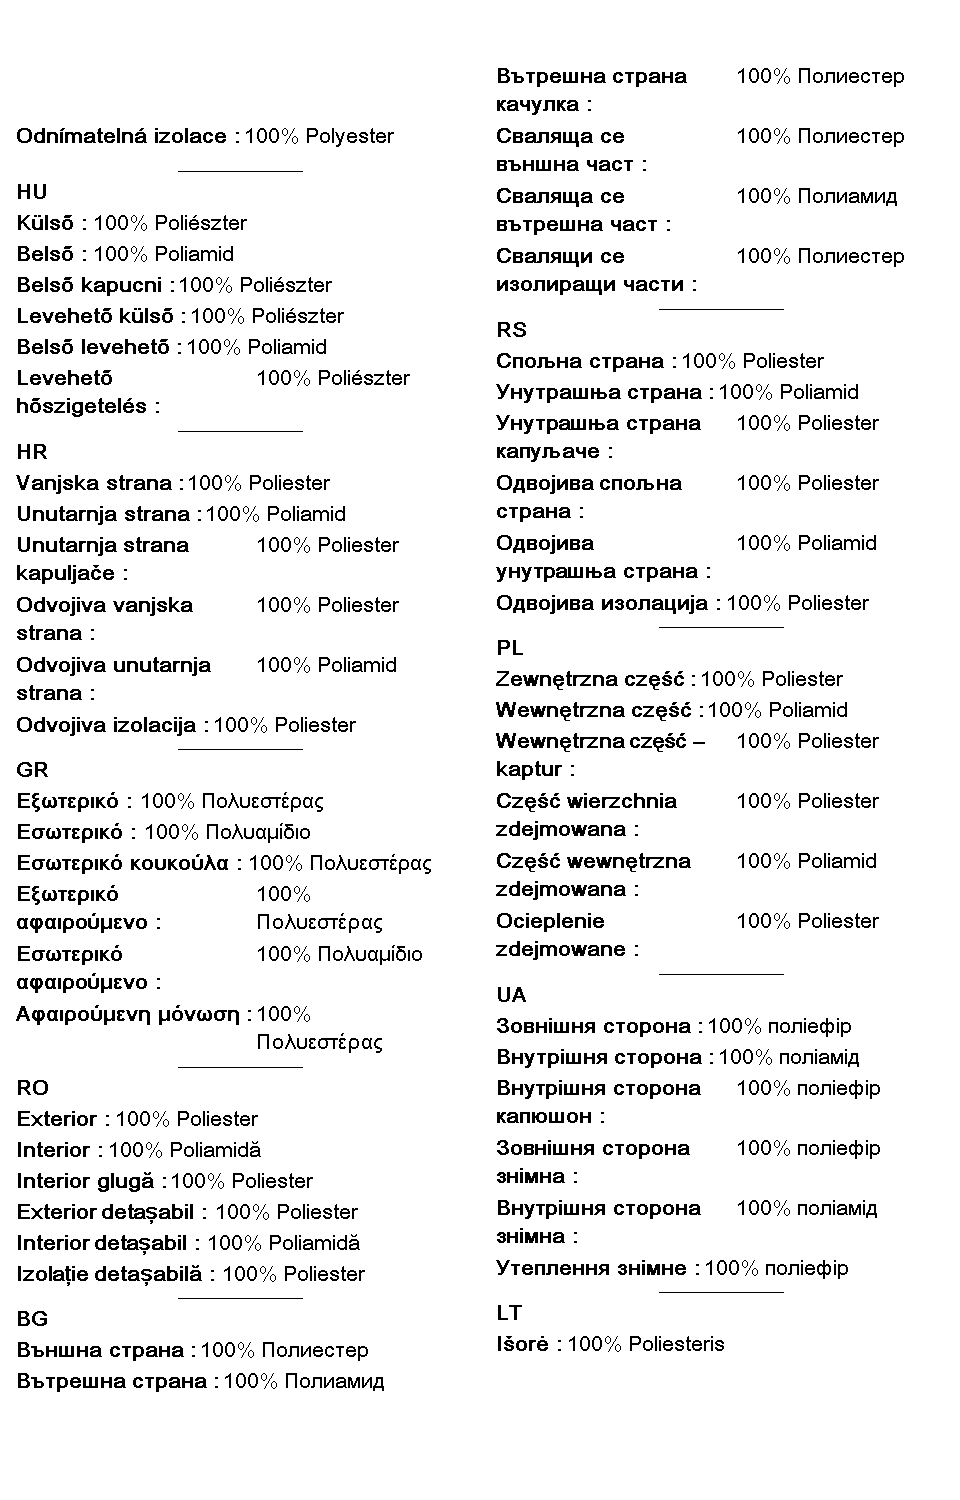 Odnímatelná izolace : 100% Polyester
HU
Külső : 100% Poliészter
Belső : 100% Poliamid
Belső kapucni : 100% Poliészter
Levehető külső : 100% Poliészter
Belső levehető : 100% Poliamid
Levehető 100% Poliészter
hőszigetelés :
HR
Vanjska strana : 100% Poliester
Unutarnja strana : 100% Poliamid
Unutarnja strana 100% Poliester
kapuljače :
Odvojiva vanjska 100% Poliester
strana :
Odvojiva unutarnja 100% Poliamid
strana :
Odvojiva izolacija : 100% Poliester
GR
Εξωτερικό : 100% Πολυεστέρας
Εσωτερικό : 100% Πολυαμίδιο
Εσωτερικό κουκούλα : 100% Πολυεστέρας
Εξωτερικό 100%
αφαιρούμενο : Πολυεστέρας
Εσωτερικό 100% Πολυαμίδιο
αφαιρούμενο :
Αφαιρούμενη μόνωση : 100%
Πολυεστέρας
RO
Exterior : 100% Poliester
Interior : 100% Poliamidă
Interior glugă : 100% Poliester
Exterior detașabil : 100% Poliester
Interior detașabil : 100% Poliamidă
Izolație detașabilă : 100% Poliester
BG
Външна страна : 100% Полиестер
Вътрешна страна : 100% Полиамид
Вътрешна страна 100% Полиестер
качулка :
Сваляща се 100% Полиестер
външна част :
Сваляща се 100% Полиамид
вътрешна част :
Свалящи се 100% Полиестер
изолиращи части :
RS
Спољна страна : 100% Poliester
Унутрашња страна : 100% Poliamid
Унутрашња страна 100% Poliester
капуљаче :
Одвојива спољна 100% Poliester
страна :
Одвојива 100% Poliamid
унутрашња страна :
Одвојива изолација : 100% Poliester
PL
Zewnętrzna część : 100% Poliester
Wewnętrzna część : 100% Poliamid
Wewnętrzna część – 100% Poliester
kaptur :
Część wierzchnia 100% Poliester
zdejmowana :
Część wewnętrzna 100% Poliamid
zdejmowana :
Ocieplenie 100% Poliester
zdejmowane :
UA
Зовнішня сторона : 100% поліефір
Внутрішня сторона : 100% поліамід
Внутрішня сторона 100% поліефір
капюшон :
Зовнішня сторона 100% поліефір
знімна :
Внутрішня сторона 100% поліамід
знімна :
Утеплення знімне : 100% поліефір
LT
Išorė : 100% Poliesteris